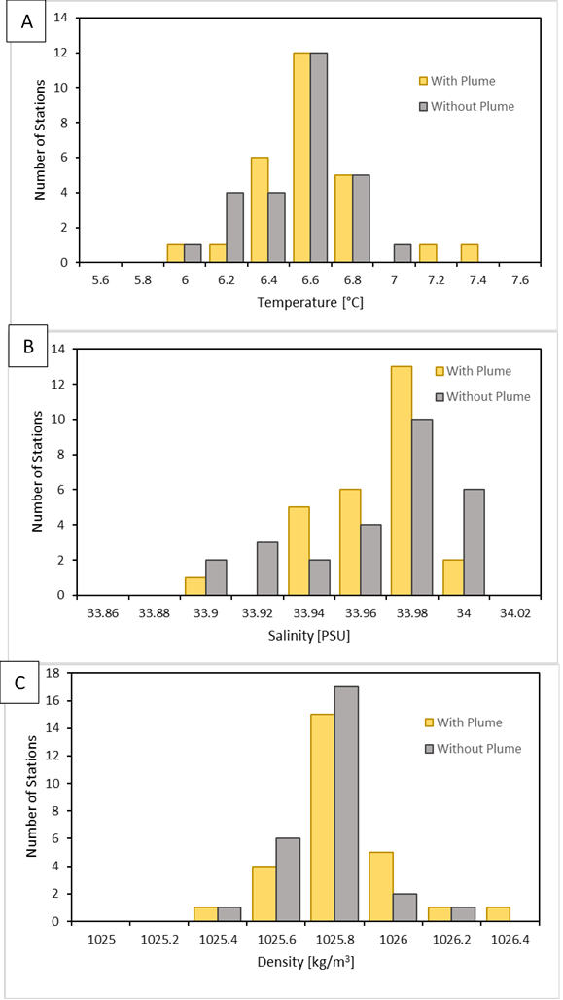 A
14
12
10
8
6
4
2
0
Number of Stations
With Plume
Without Plume
5.6 5.8 6 6.2 6.4 6.6 6.8 7 7.2 7.4 7.6
Temperature [°C]
B
14
12
10
8
6
4
2
0
Number of Stations
With Plume
Without Plume
33.86 33.88 33.9 33.92 33.94 33.96 33.98 34 34.02
Salinity [PSU]
C
18
16
14
12
10
8
6
4
2
0
Number of Stations
With Plume
Without Plume
1025 1025.2 1025.4 1025.6 1025.8 1026 1026.2 1026.4
Density [kg/m³]